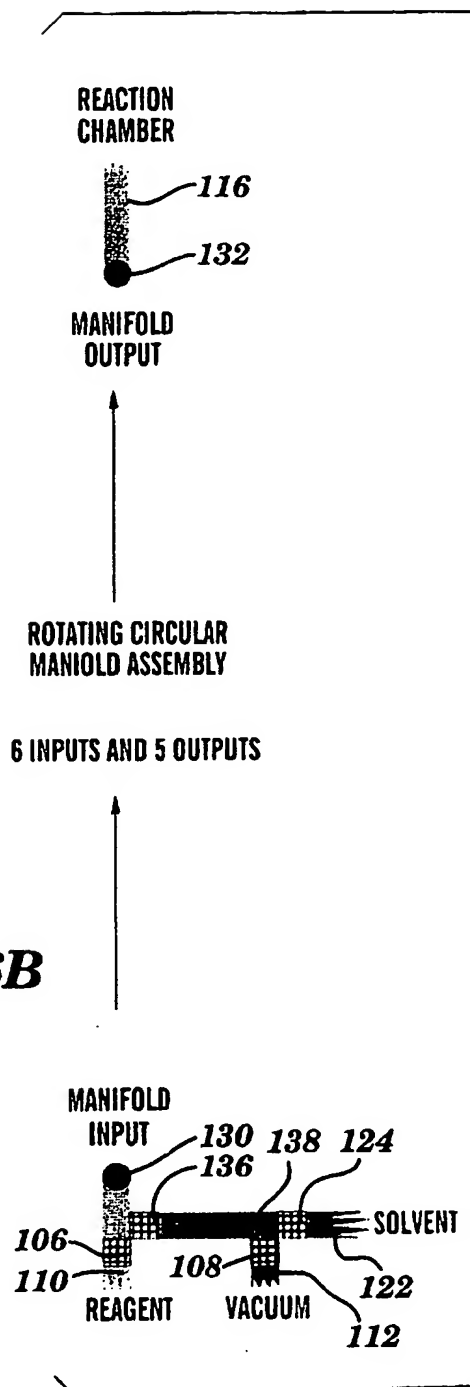 REACTION
CHAMBER
116
132
MANIFOLD
OUTPUT
ROTATING CIRCULAR
MANIOLD ASSEMBLY
6 INPUTS AND 5 OUTPUTS
B
MANIFOLD
INPUT
130
138
124
136
SOLVENT
106
108
122
110
REAGENT
VACUUM
112